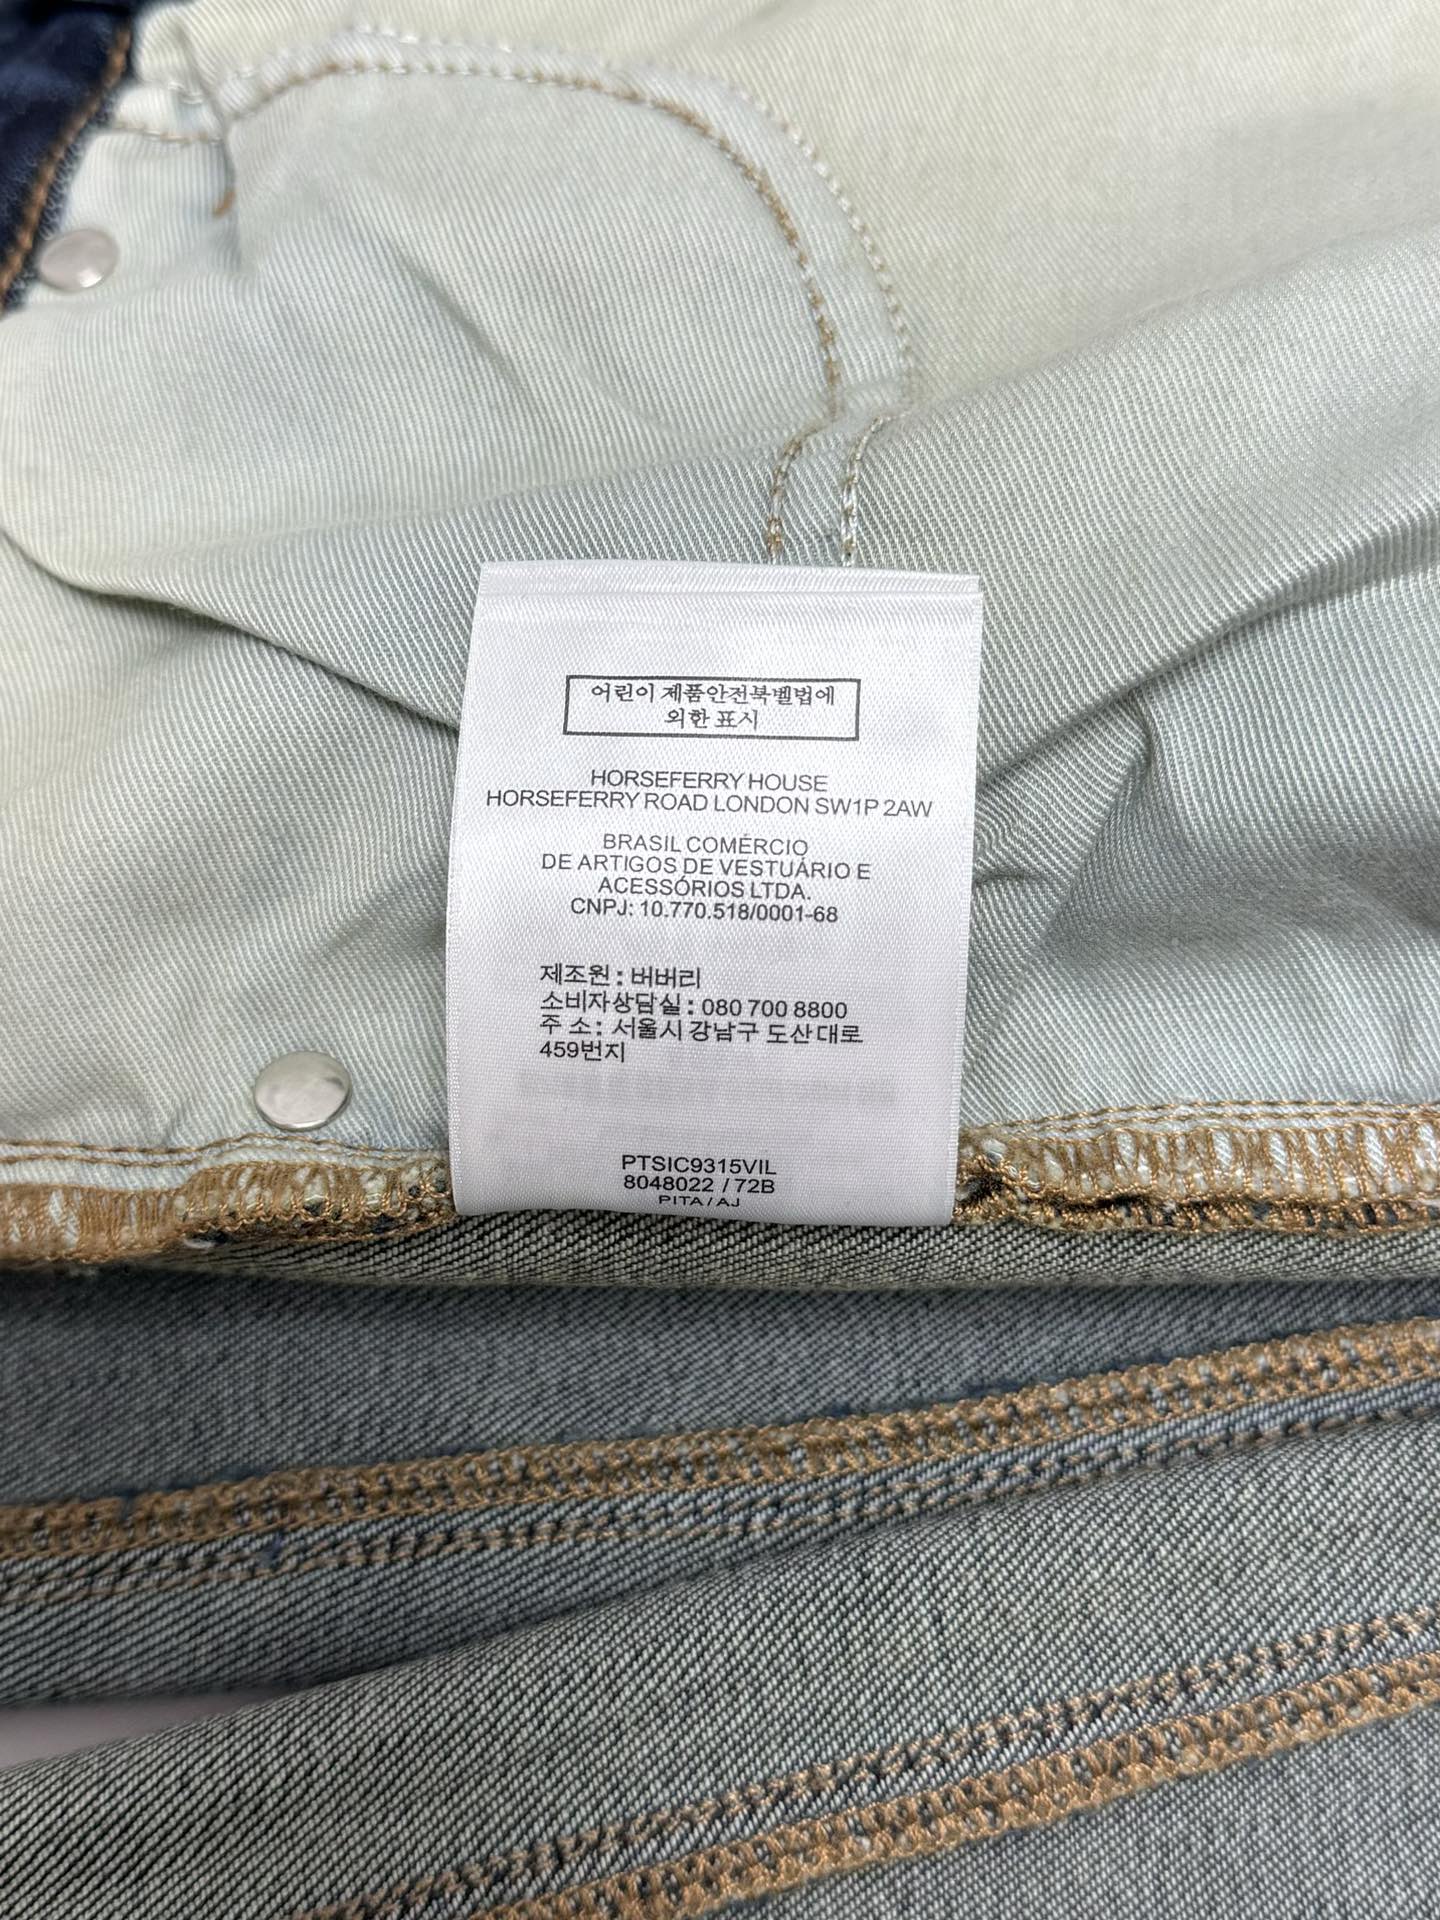 어린이 제품안전북벨법에
의한 표시
HORSEFERRY HOUSE
HORSEFERRY ROAD LONDON SW1P 2AW
BRASIL COMÉRCIO
DE ARTIGOS DE VESTUÁRIO E
ACESSÓRIOS LTDA.
CNPJ: 10.770.518/0001-68
제조원 : 버버리
소비자상담실 : 080 700 8800
주 소 : 서울시 강남구 도산대로
459번지
PTSIC9315VIL
8048022 / 72B
PITA / AJ